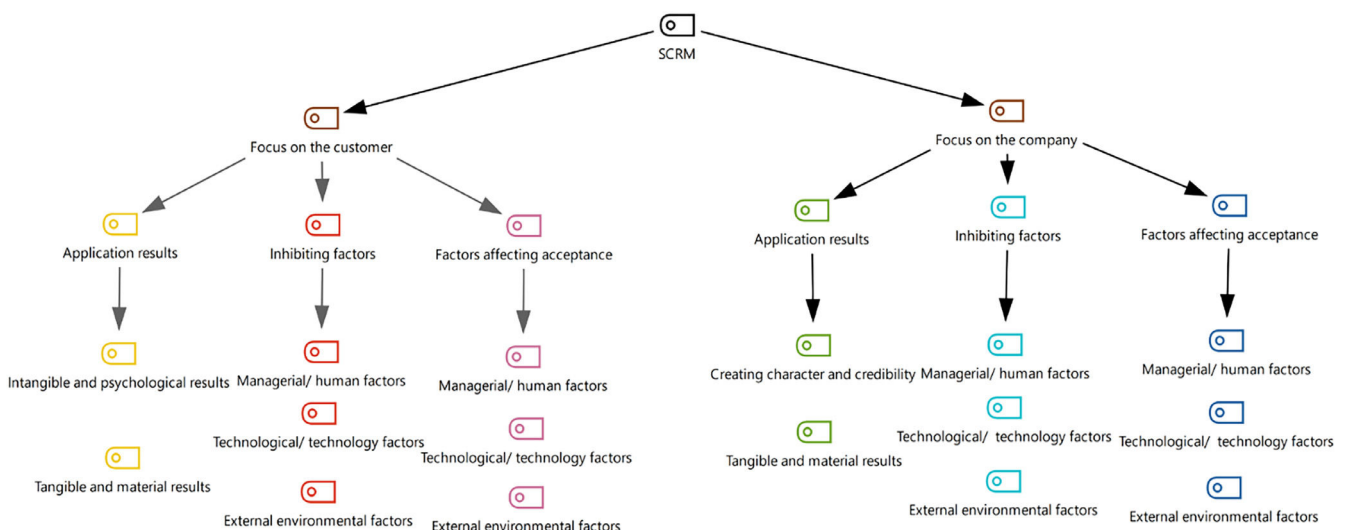 SCRM
Focus on the customer
Focus on the company
Application results
Inhibiting factors
Factors affecting acceptance
Application results
Inhibiting factors
Factors affecting acceptance
Intangible and psychological results
Managerial/ human factors
Managerial/ human factors
Creating character and credibility
Managerial/ human factors
Managerial/ human factors
Technological/ technology factors
Technological/ technology factors
Technological/ technology factors
Technological/ technology factors
Tangible and material results
Tangible and material results
External environmental factors
External environmental factors
External environmental factors
External environmental factors